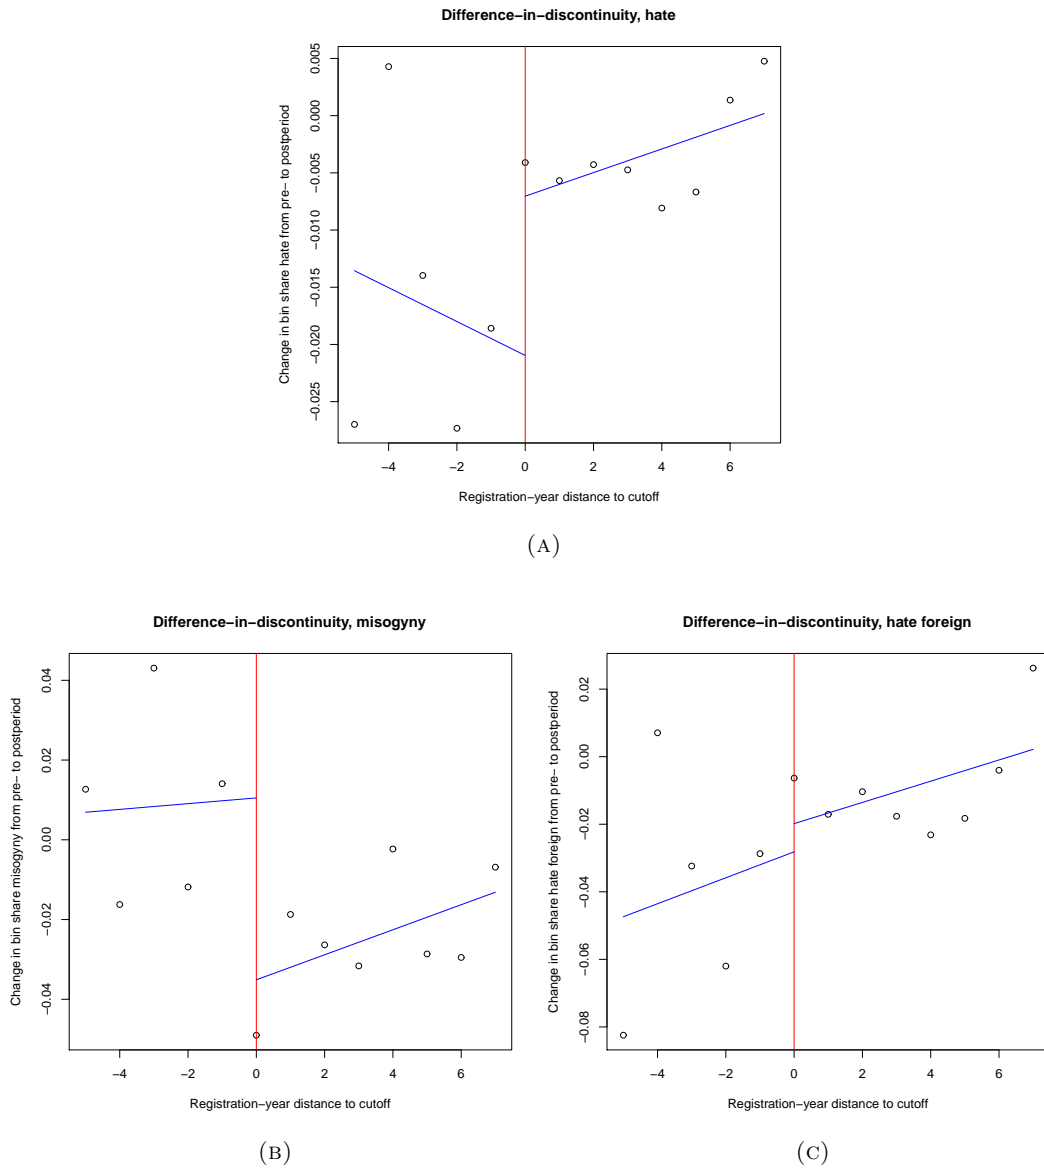 Difference−in−discontinuity, hate
Change in bin share hate from pre− to postperiod
0.005
0.000
−0.005
−0.010
−0.015
−0.020
−0.025
−4 −2 0 2 4 6
Registration−year distance to cutoff
(A)
Difference−in−discontinuity, misogyny
Change in bin share misogyny from pre− to postperiod
0.04
0.02
0.00
−0.02
−0.04
−4 −2 0 2 4 6
Registration−year distance to cutoff
(B)
Difference−in−discontinuity, hate foreign
Change in bin share hate foreign from pre− to postperiod
0.02
0.00
−0.02
−0.04
−0.06
−0.08
−4 −2 0 2 4 6
Registration−year distance to cutoff
(C)